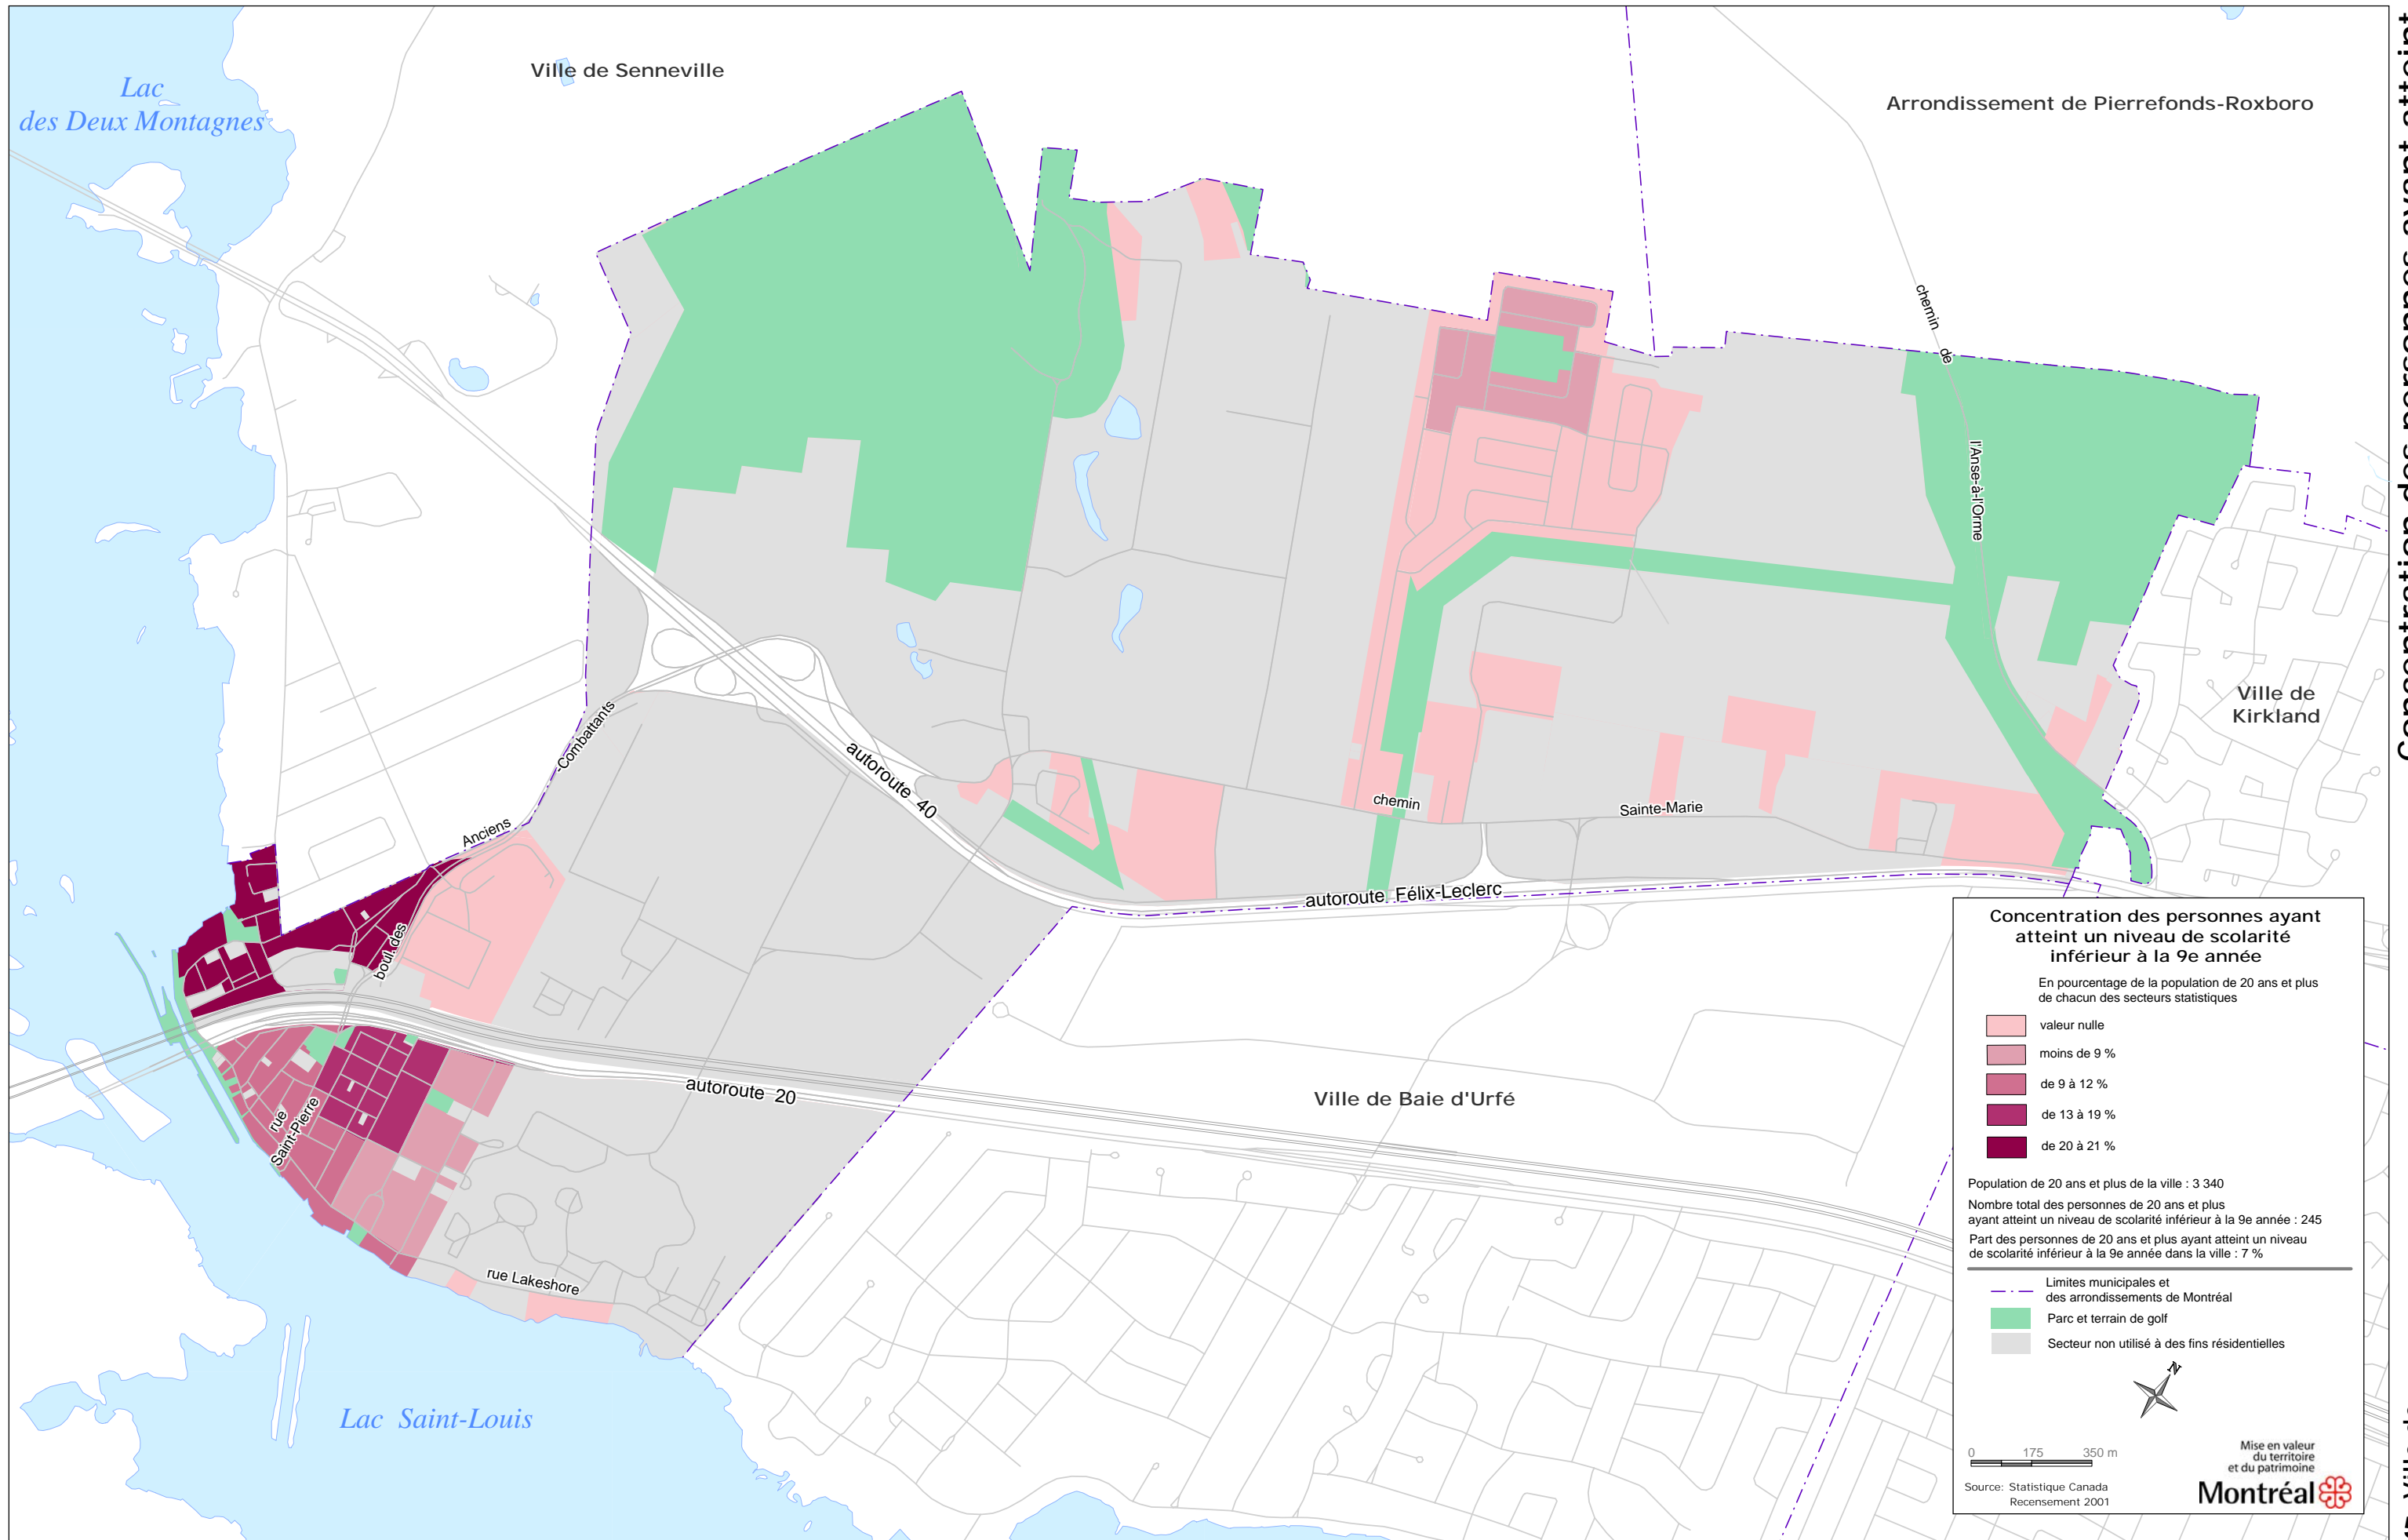 Ville de Senneville
Arrondissement de Pierrefonds-Roxboro
Lac
des Deux Montagnes
chemin
de
l'Anse-à-l'Orme
Ville de
Kirkland
-Combattants
Anciens
boul. des
autoroute 40
chemin
Sainte-Marie
autoroute Félix-Leclerc
autoroute 20
rue
Saint-Pierre
Ville de Baie d'Urfé
rue Lakeshore
Lac Saint-Louis
Concentration des personnes ayant
atteint un niveau de scolarité
inférieur à la 9e année
En pourcentage de la population de 20 ans et plus
de chacun des secteurs statistiques
valeur nulle
moins de 9 %
de 9 à 12 %
de 13 à 19 %
de 20 à 21 %
Population de 20 ans et plus de la ville : 3 340
Nombre total des personnes de 20 ans et plus
ayant atteint un niveau de scolarité inférieur à la 9e année : 245
Part des personnes de 20 ans et plus ayant atteint un niveau
de scolarité inférieur à la 9e année dans la ville : 7 %
Limites municipales et
des arrondissements de Montréal
Parc et terrain de golf
Secteur non utilisé à des fins résidentielles
N
0 175 350 m
Mise en valeur
du territoire
et du patrimoine
Montréal
Source: Statistique Canada
Recensement 2001